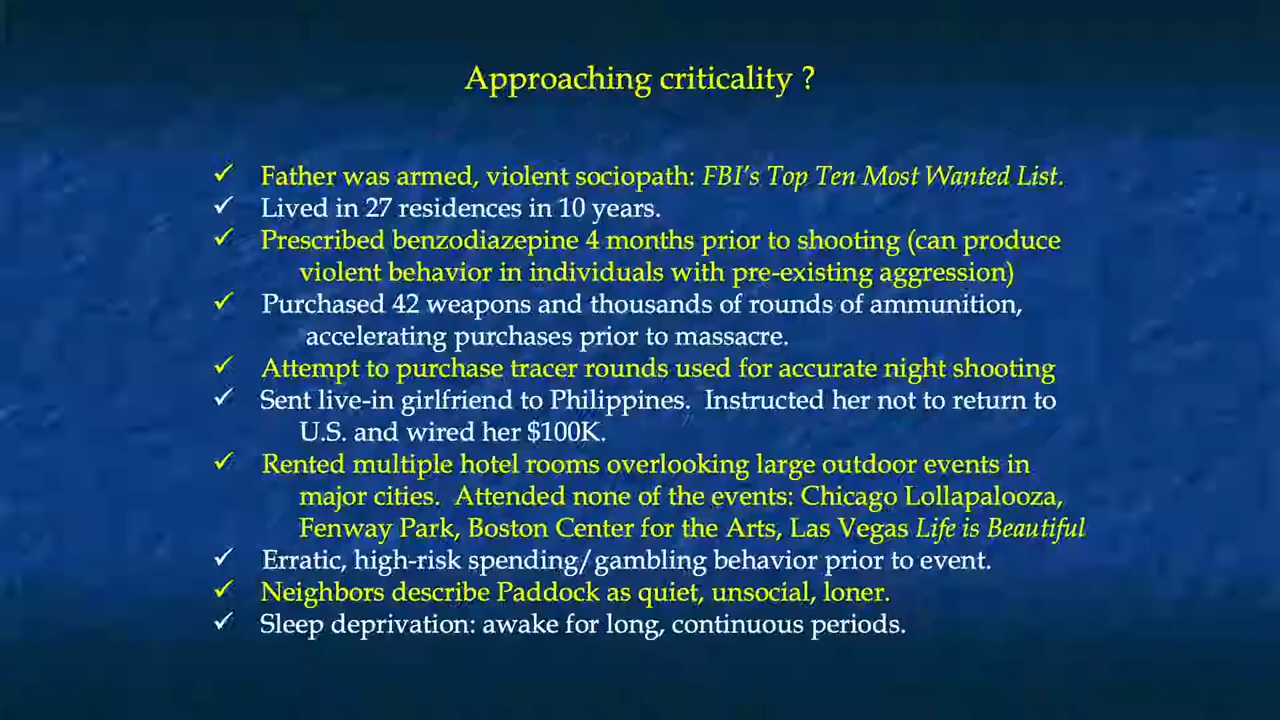 Approaching criticality ?
✓ Father was armed, violent sociopath: FBI's Top Ten Most Wanted List.
✓ Lived in 27 residences in 10 years.
✓ Prescribed benzodiazepine 4 months prior to shooting (can produce
violent behavior in individuals with pre-existing aggression)
✓ Purchased 42 weapons and thousands of rounds of ammunition,
accelerating purchases prior to massacre.
✓ Attempt to purchase tracer rounds used for accurate night shooting
✓ Sent live-in girlfriend to Philippines. Instructed her not to return to
U.S. and wired her $100K.
✓ Rented multiple hotel rooms overlooking large outdoor events in
major cities. Attended none of the events: Chicago Lollapalooza,
Fenway Park, Boston Center for the Arts, Las Vegas Life is Beautiful
✓ Erratic, high-risk spending/gambling behavior prior to event.
✓ Neighbors describe Paddock as quiet, unsocial, loner.
✓ Sleep deprivation: awake for long, continuous periods.